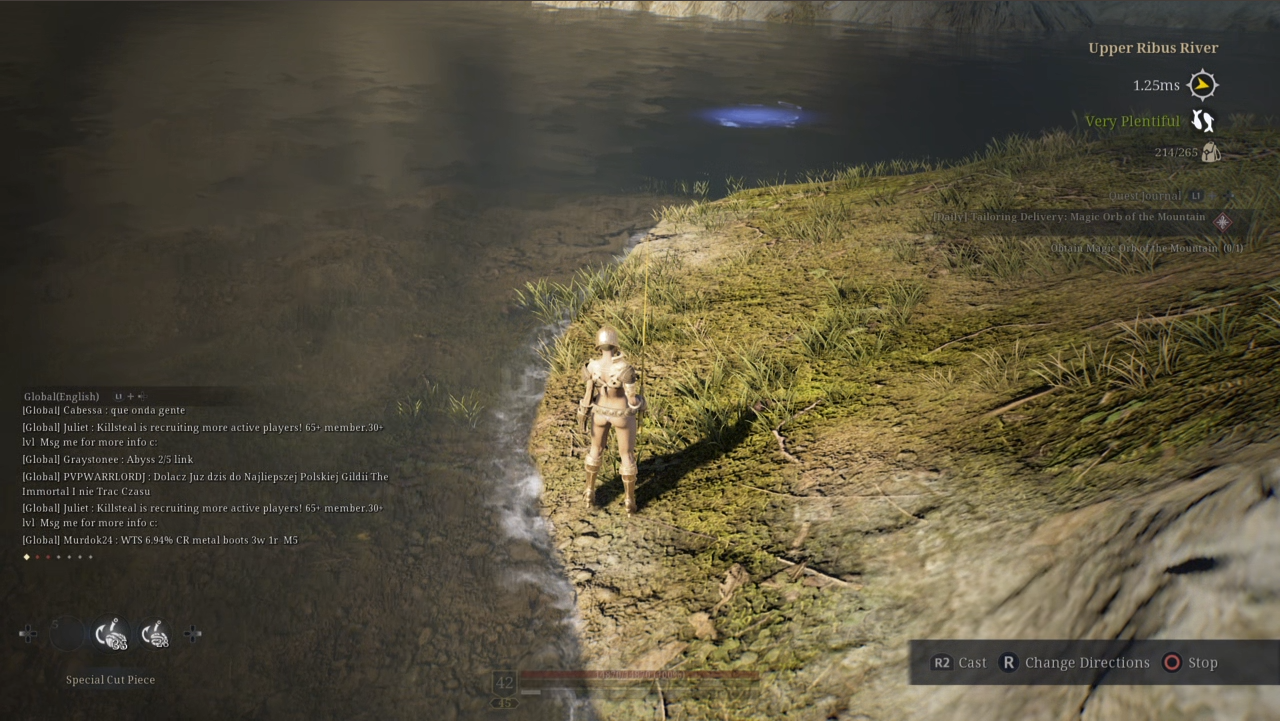 Upper Ribus River
1.25ms
Very Plentiful
214/265
Quest Journal L1
[Daily] Tailoring Delivery: Magic Orb of the Mountain
Obtain Magic Orb of the Mountain (0/1)
Global(English) L1
[Global] Cabessa : que onda gente
[Global] Juliet : Killsteal is recruiting more active players! 65+ member.30+
lvl Msg me for more info c:
[Global] Graystonee : Abyss 2/5 link
[Global] PVPWARRLORDJ : Dolacz Juz dzis do Najliepszej Polskiej Gildii The
Immortal I nie Trac Czasu
[Global] Juliet : Killsteal is recruiting more active players! 65+ member.30+
lvl Msg me for more info c:
[Global] Murdok24 : WTS 6.94% CR metal boots 3w 1r M5
5
Special Cut Piece
42
R2 Cast R Change Directions Stop